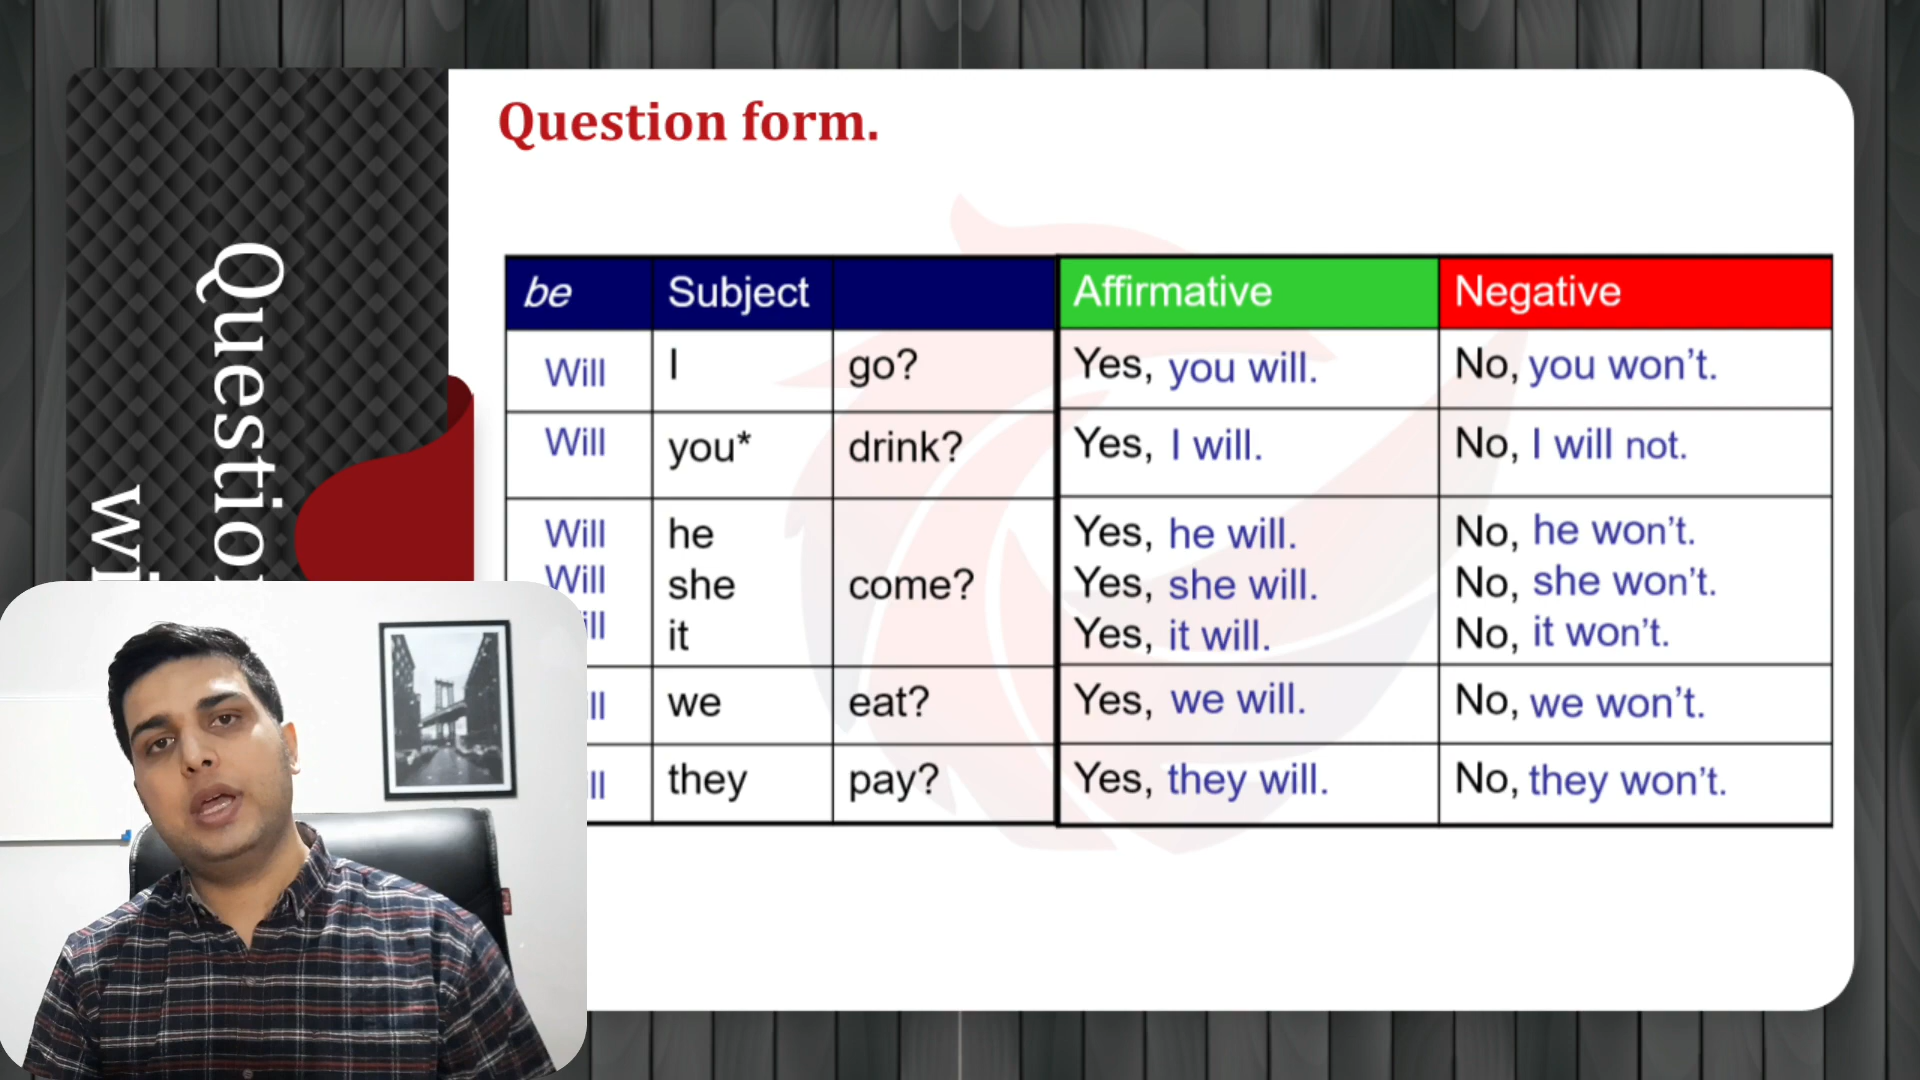 Question form.
be Subject Affirmative Negative
Will I go? Yes, you will. No, you won't.
Will you* drink? Yes, I will. No, I will not.
Will he Yes, he will. No, he won't.
Will she come? Yes, she will. No, she won't.
it Yes, it will. No, it won't.
we eat? Yes, we will. No, we won't.
they pay? Yes, they will. No, they won't.